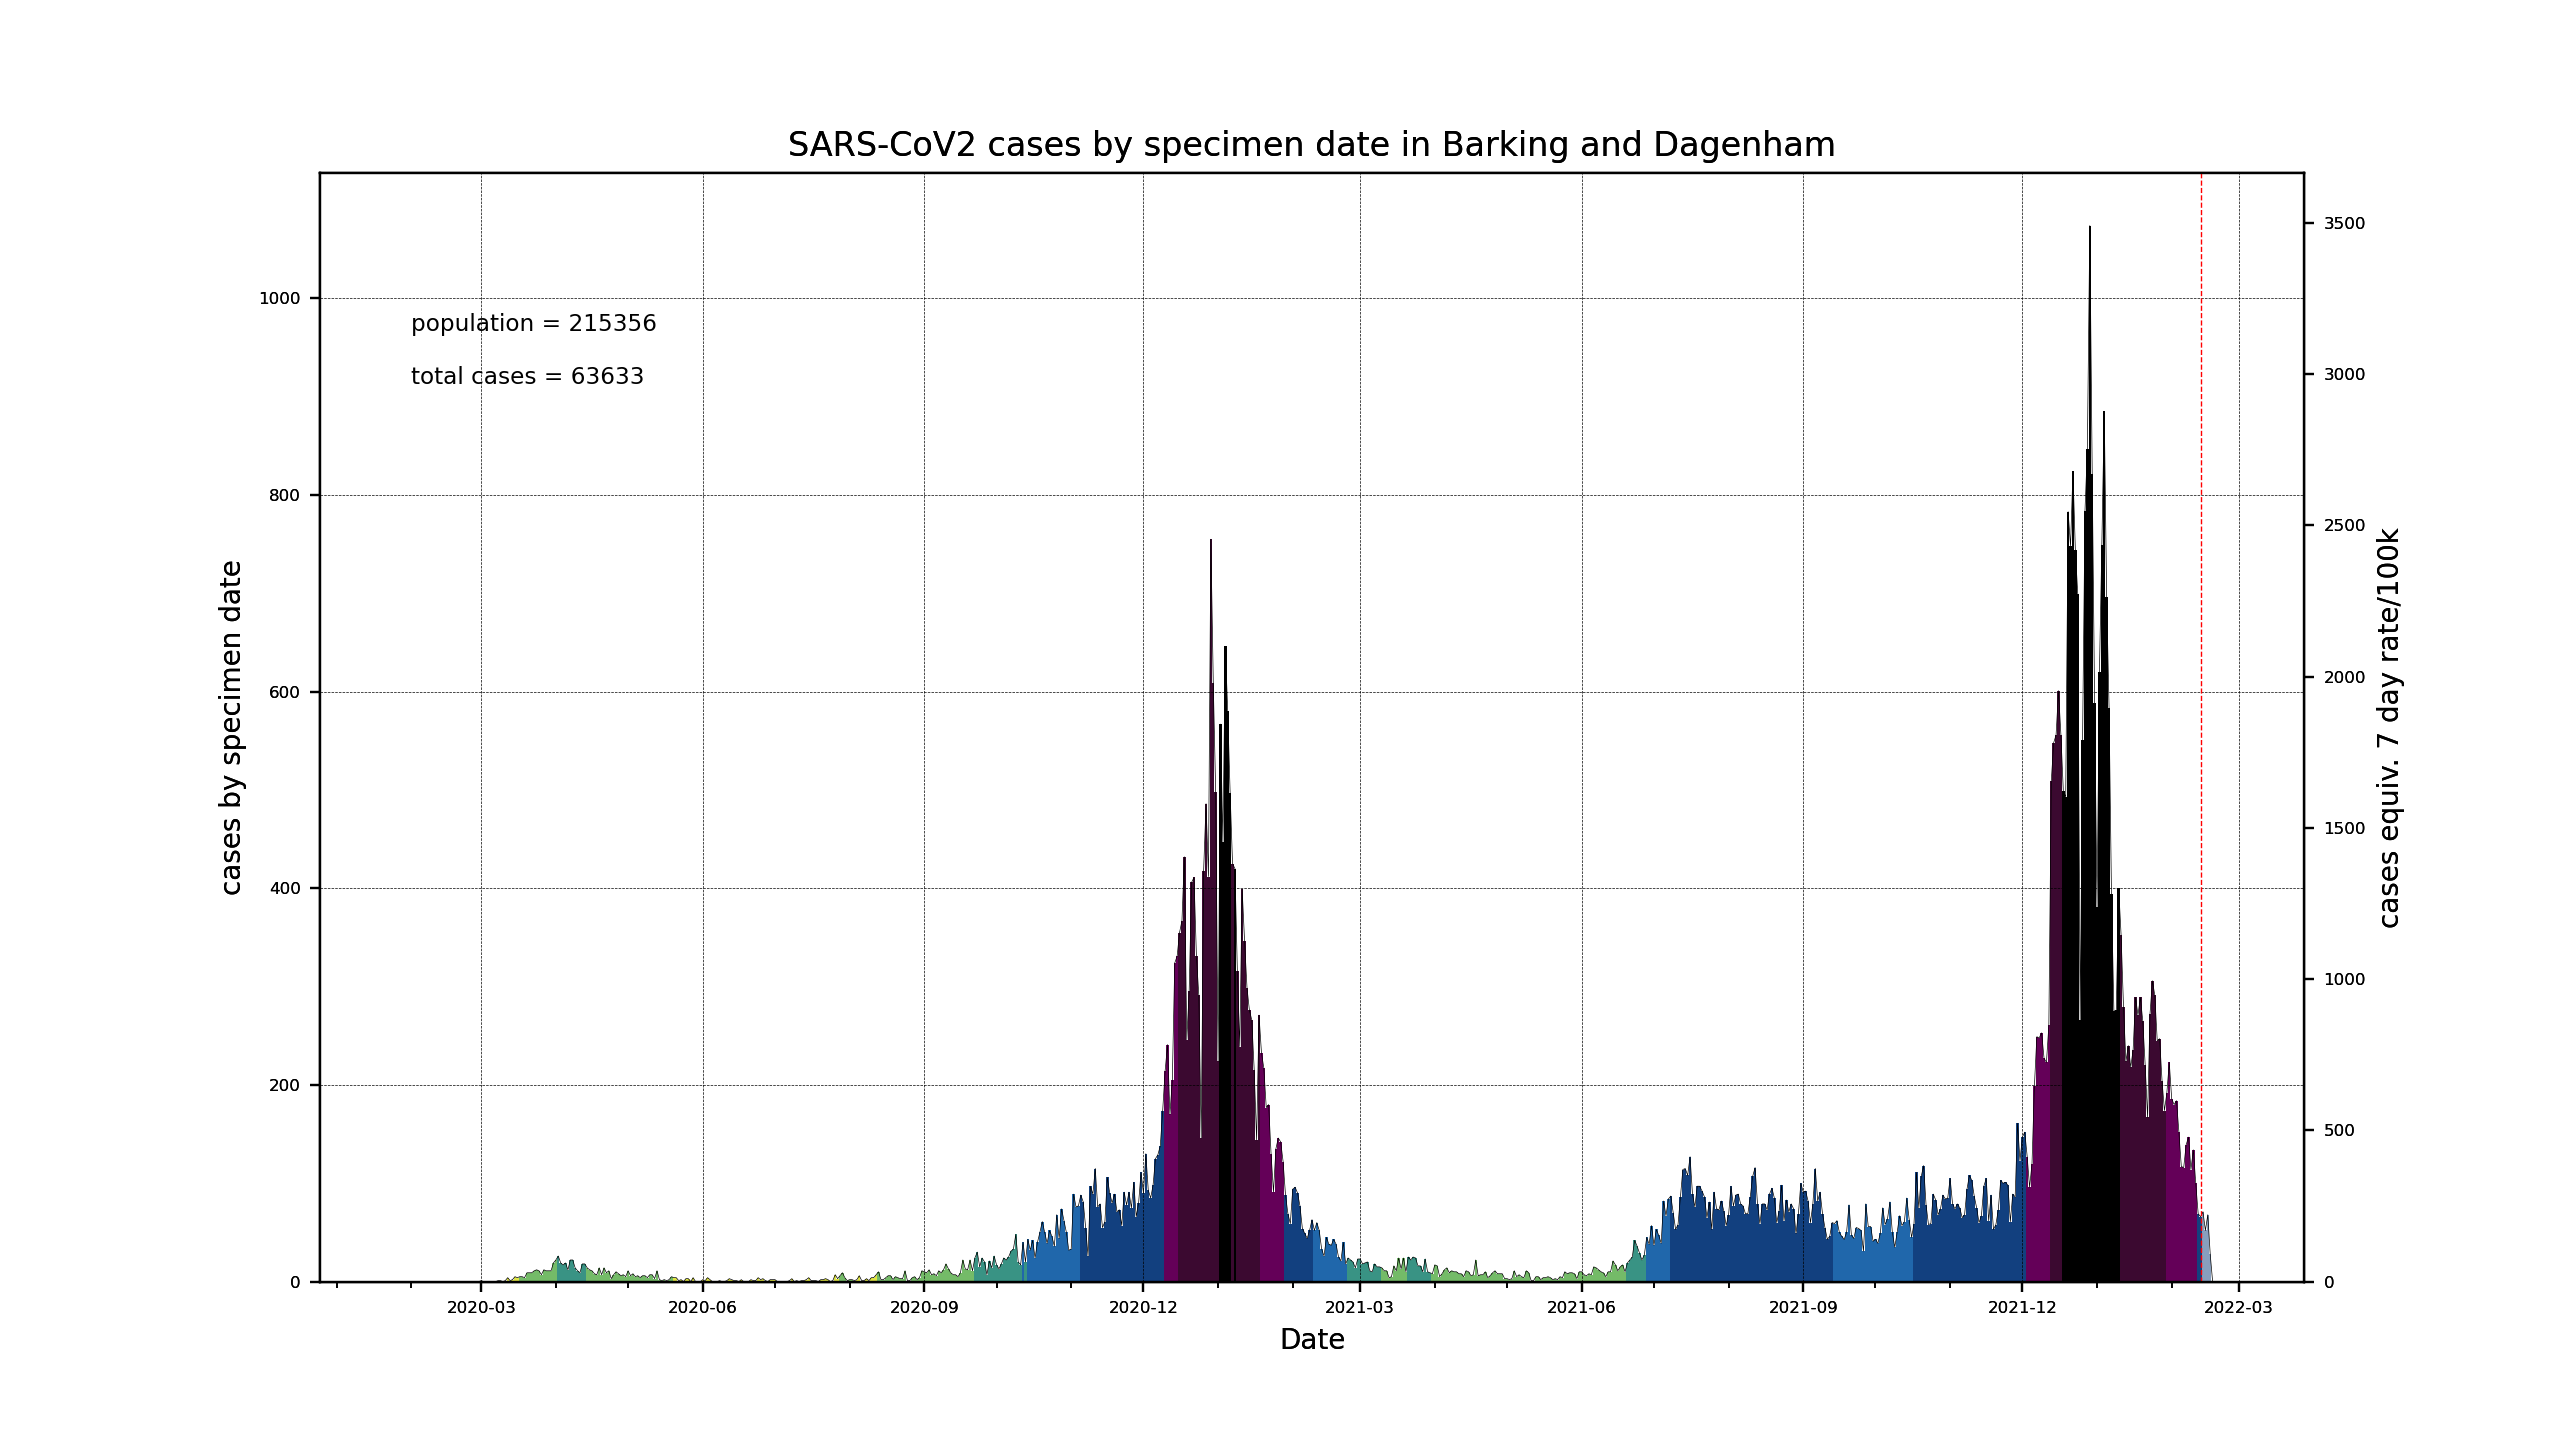 SARS-CoV2 cases by specimen date in Barking and Dagenham
population = 215356
total cases = 63633
cases by specimen date
1000
800
600
400
200
0
3500
3000
2500
2000
1500
1000
500
0
cases equiv. 7 day rate/100k
2020-03 2020-06 2020-09 2020-12 2021-03 2021-06 2021-09 2021-12 2022-03
Date